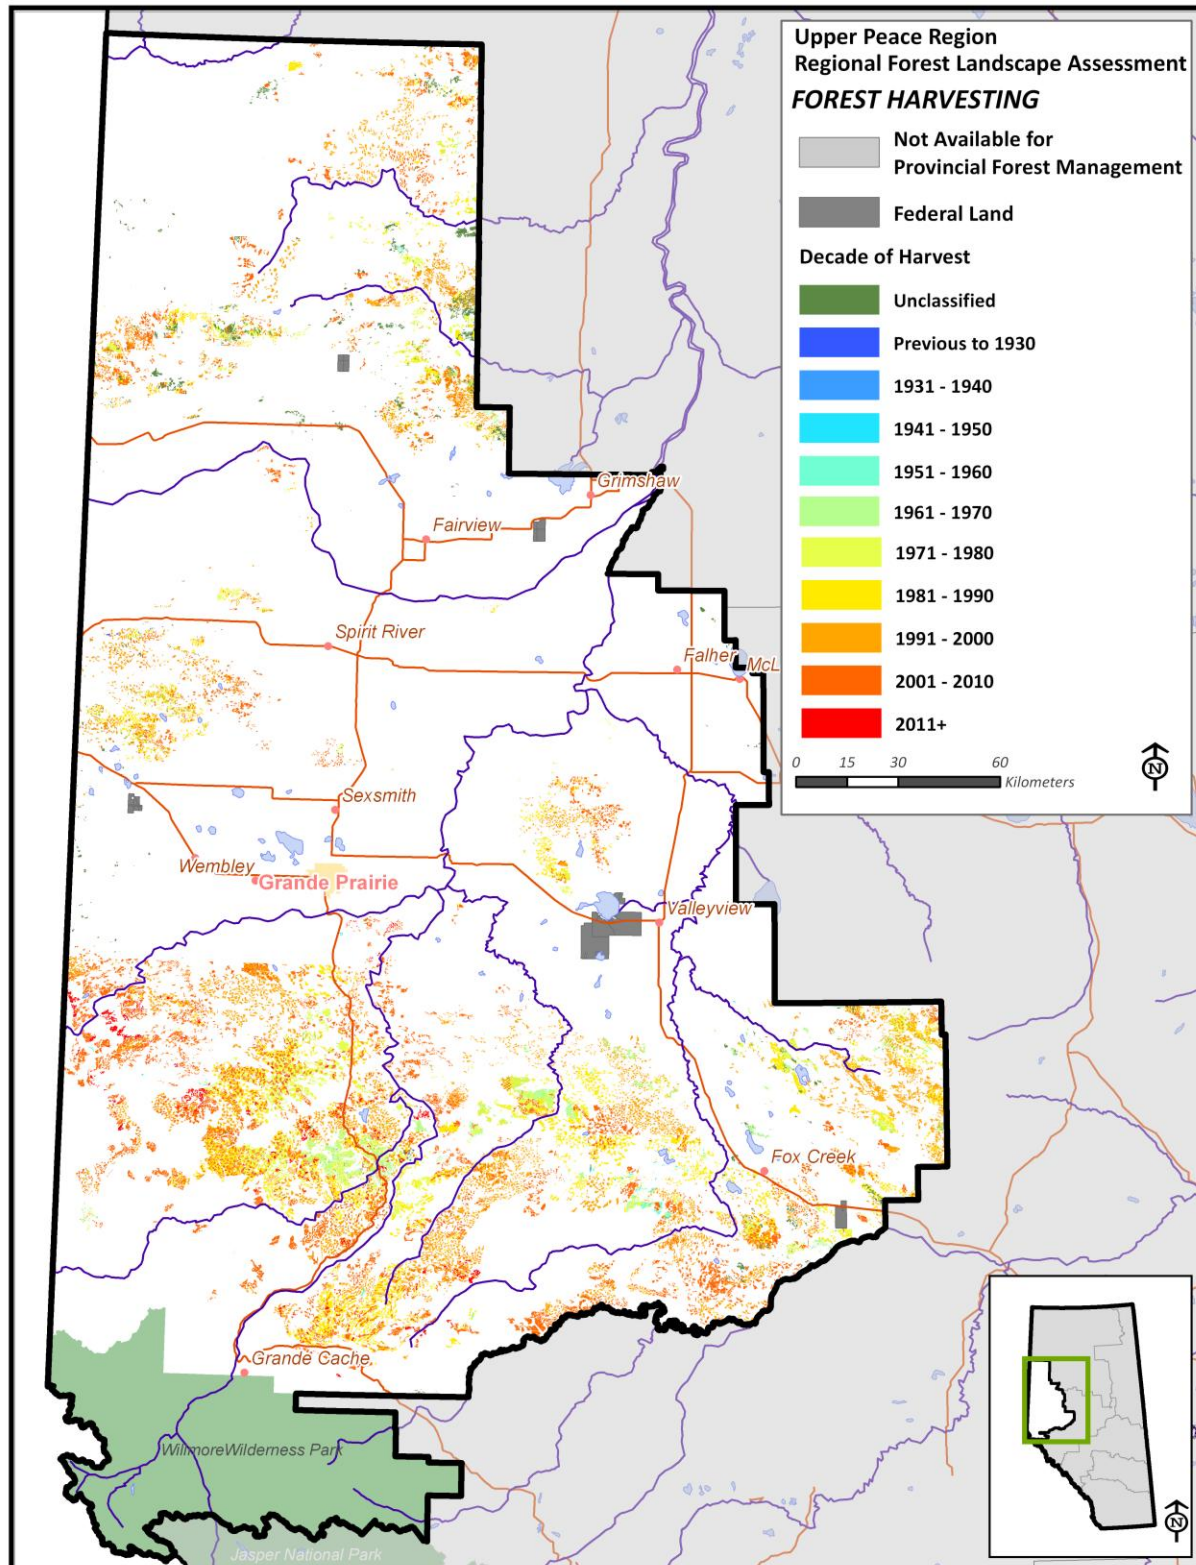 Upper Peace Region
Regional Forest Landscape Assessment
FOREST HARVESTING
Not Available for
Provincial Forest Management
Federal Land
Decade of Harvest
Unclassified
Previous to 1930
1931 - 1940
1941 - 1950
1951 - 1960
1961 - 1970
1971 - 1980
1981 - 1990
1991 - 2000
2001 - 2010
2011+
0 15 30 60
Kilometers
N
Grimshaw
Fairview
Spirit River
Falher
McL
Sexsmith
Wembley
Grande Prairie
Valleyview
Fox Creek
Grande Cache
WillmoreWilderness Park
Jasper National Park
N